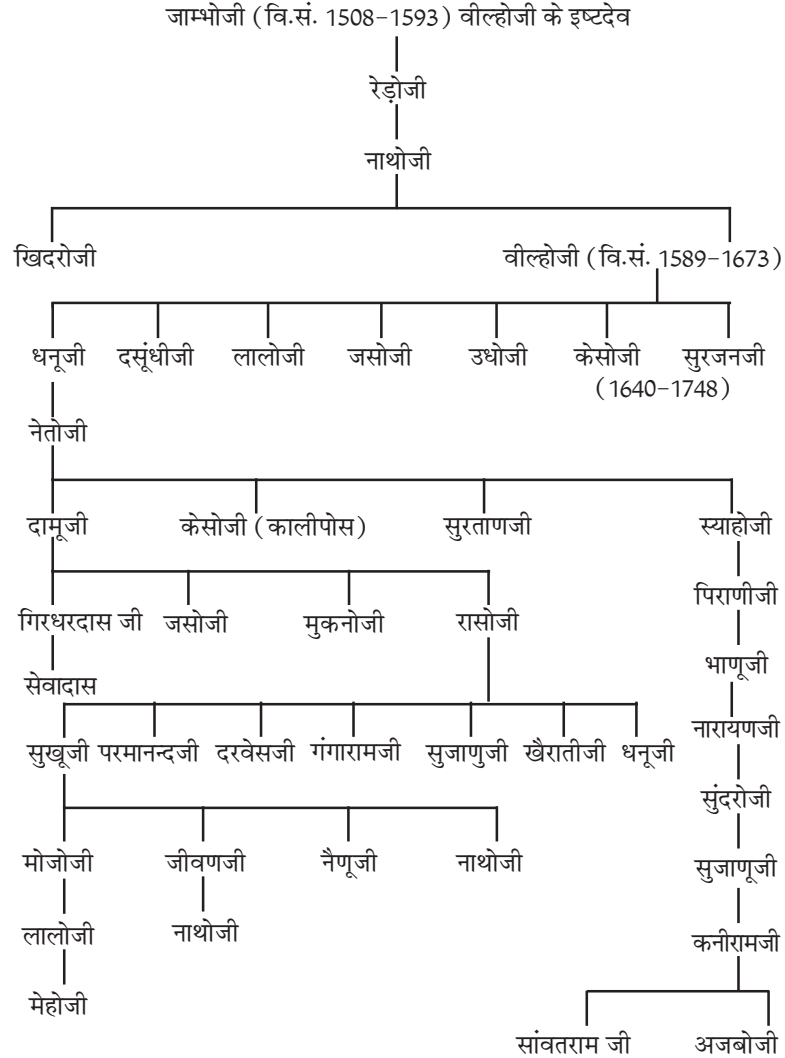 जाम्भोजी (वि.सं. 1508-1593) वील्होजी के इष्टदेव
रेड़ोजी
नाथोजी
खिदरोजी वील्होजी (वि.सं. 1589-1673)
धनूजी दसूंधीजी लालोजी जसोजी उधोजी केसोजी सुरजनजी
(1640-1748)
नेतोजी
दामूजी केसोजी (कालीपोस) सुरताणजी स्याहोजी
पिराणीजी
गिरधरदास जी जसोजी मुकनोजी रासोजी
भाणूजी
सेवादास
नारायणजी
सुखूजी परमानन्दजी दरवेसजी गंगारामजी सुजाणुजी खैरातीजी धनूजी
सुंदरोजी
मोजोजी जीवणजी नैणूजी नाथोजी सुजाणूजी
लालोजी नाथोजी कनीरामजी
मेहोजी
सांवतराम जी अजबोजी